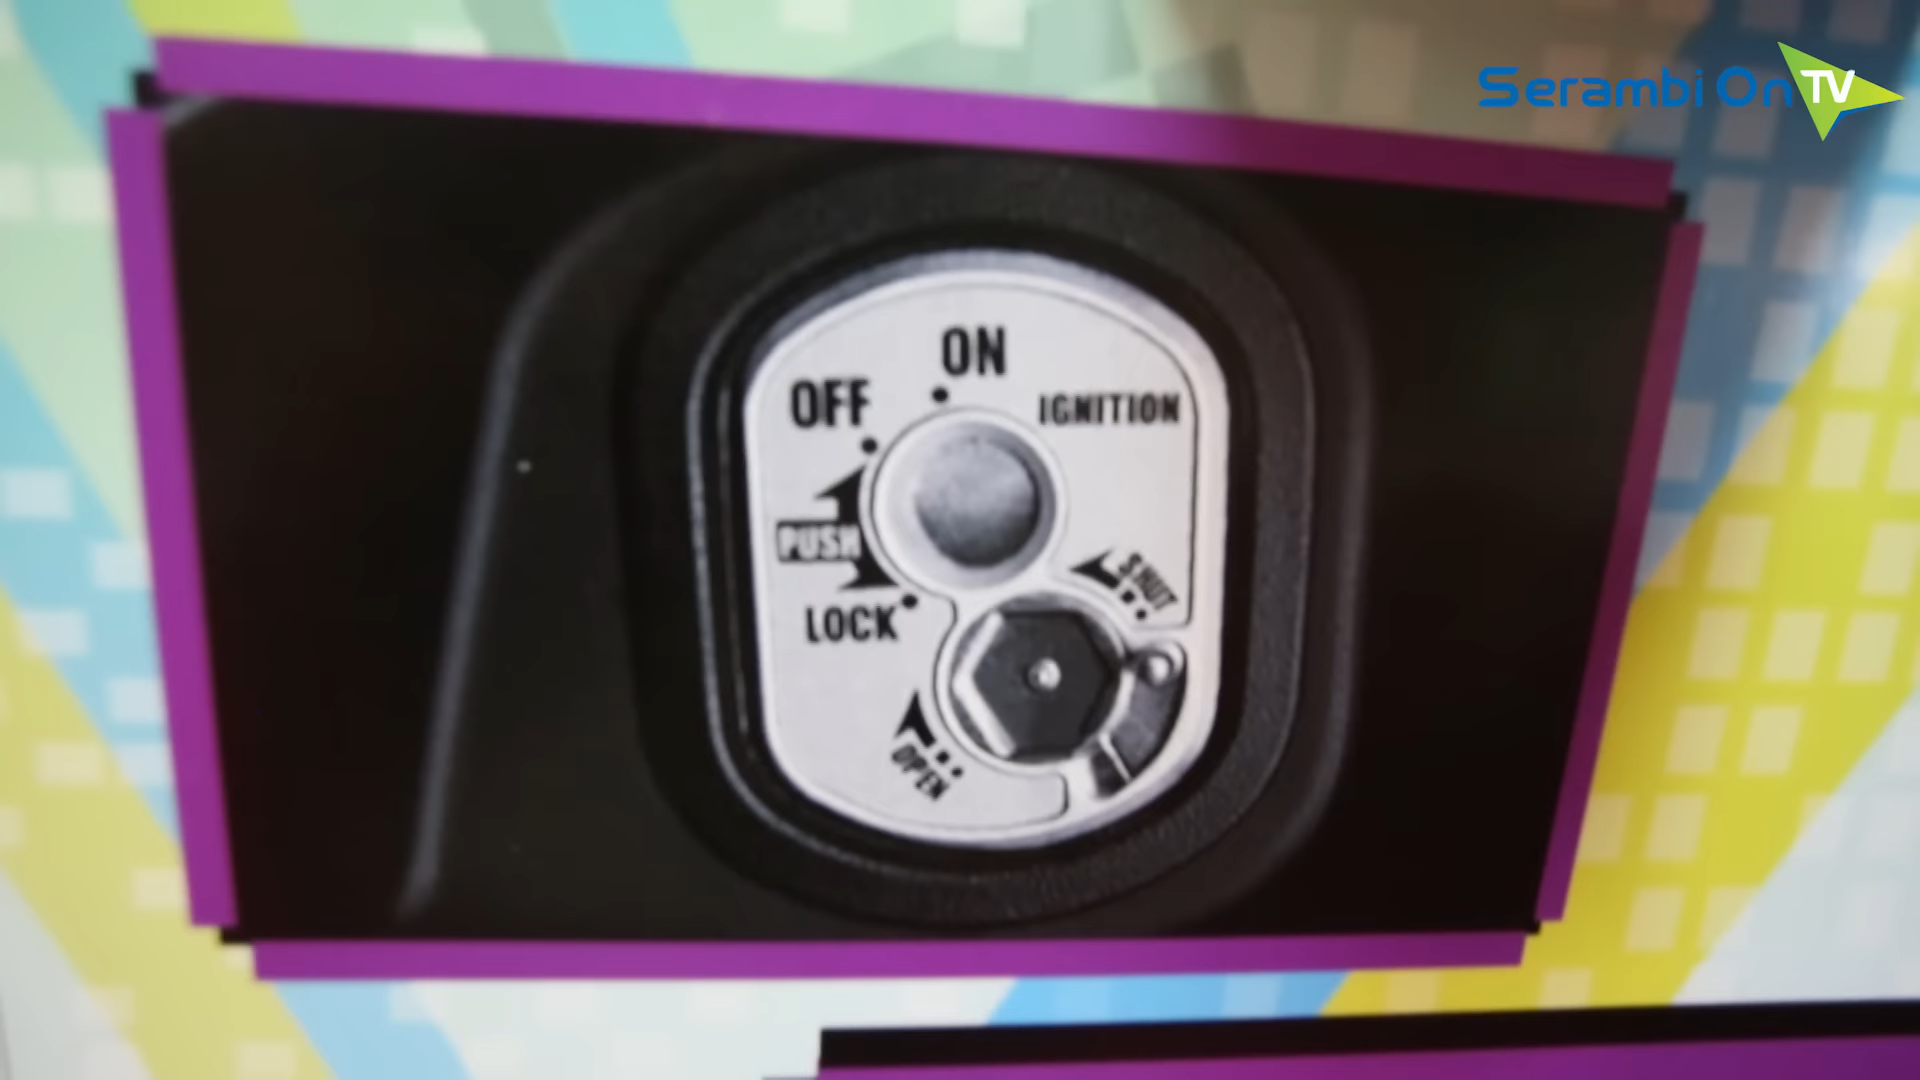 Serambi On TV
ON
OFF
IGNITION
PUSH
SHUT
LOCK
OPEN